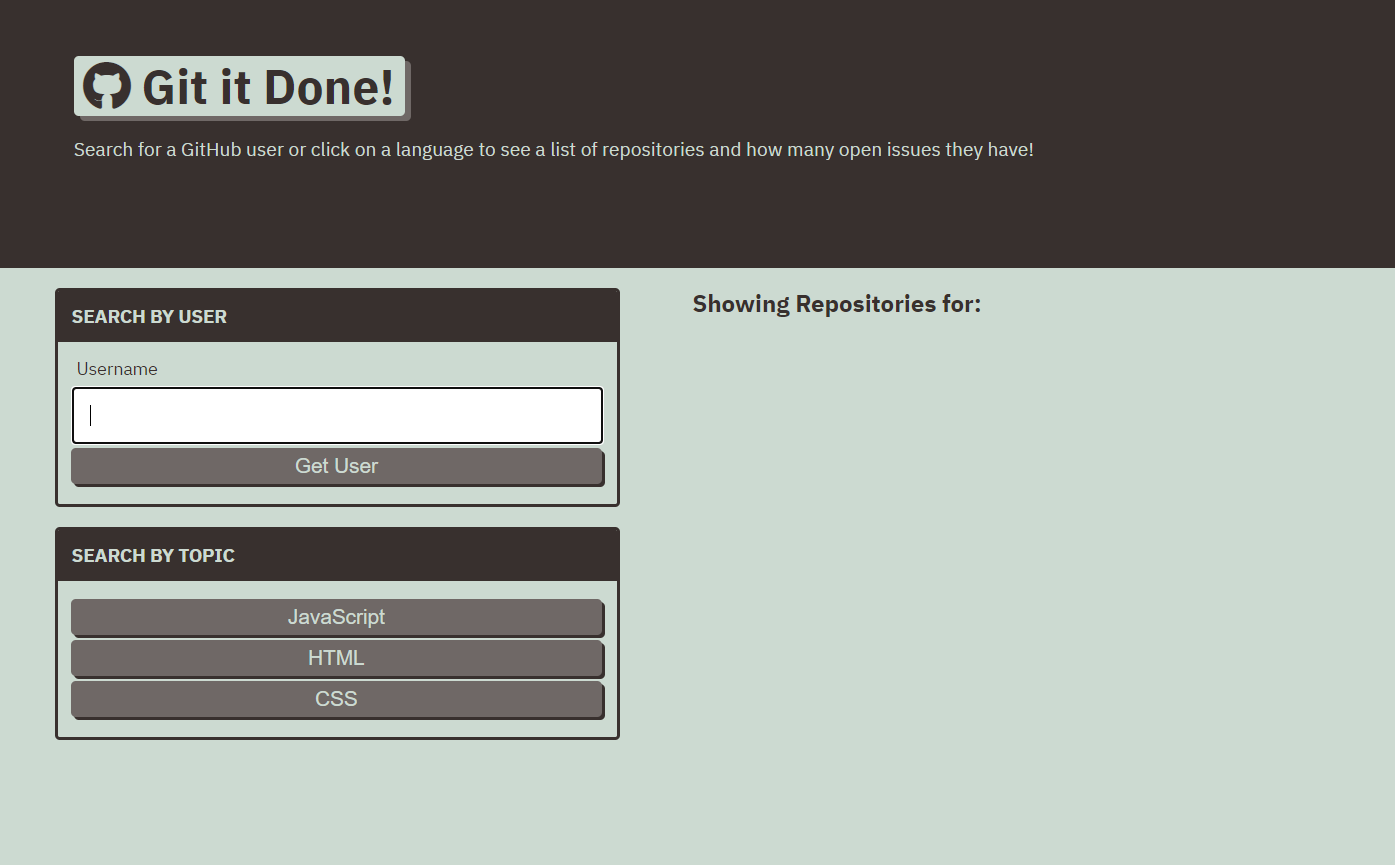 Git it Done!
Search for a GitHub user or click on a language to see a list of repositories and how many open issues they have!
SEARCH BY USER
Username
Get User
SEARCH BY TOPIC
JavaScript
HTML
CSS
Showing Repositories for: